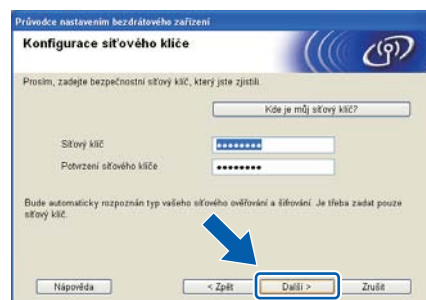 Průvodce nastavením bezdrátového zařízení
Konfigurace síťového klíče
Prosím, zadejte bezpečnostní síťový klíč, který jste zjistili.
Kde je můj síťový klíč?
Síťový klíč
Potvrzení síťového klíče
Bude automaticky rozpoznán typ vašeho síťového ověřování a šifrování. Je třeba zadat pouze
síťový klíč.
Nápověda
< Zpět
Další >
Zrušit